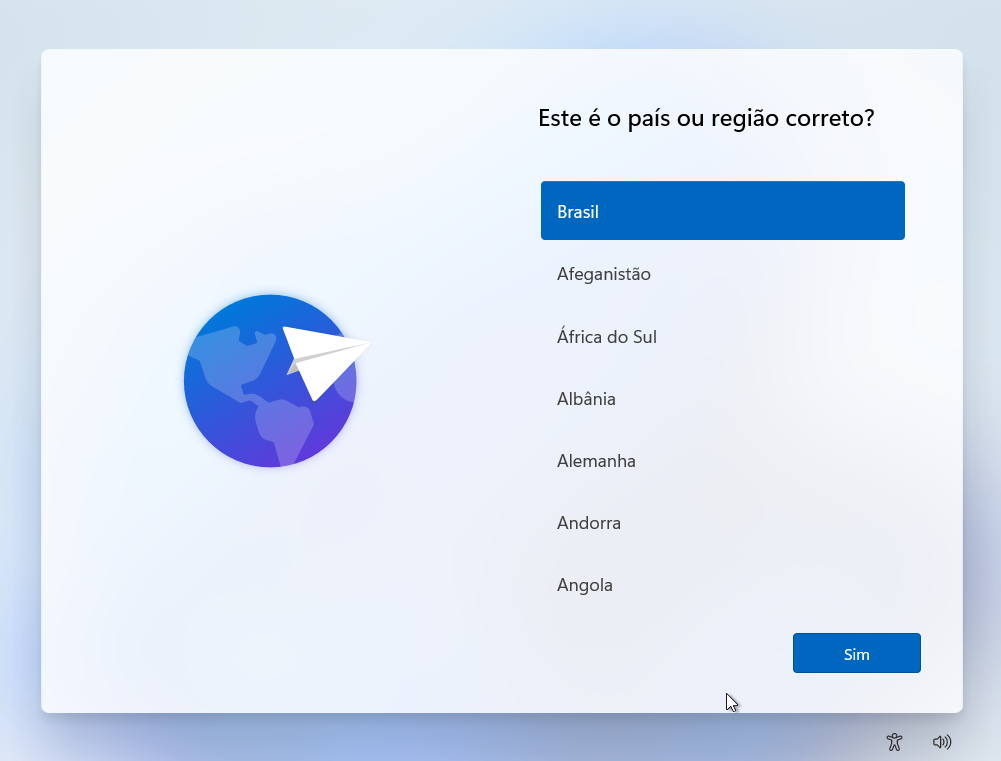 Este é o país ou região correto?
Brasil
Afeganistão
África do Sul
Albânia
Alemanha
Andorra
Angola
Sim